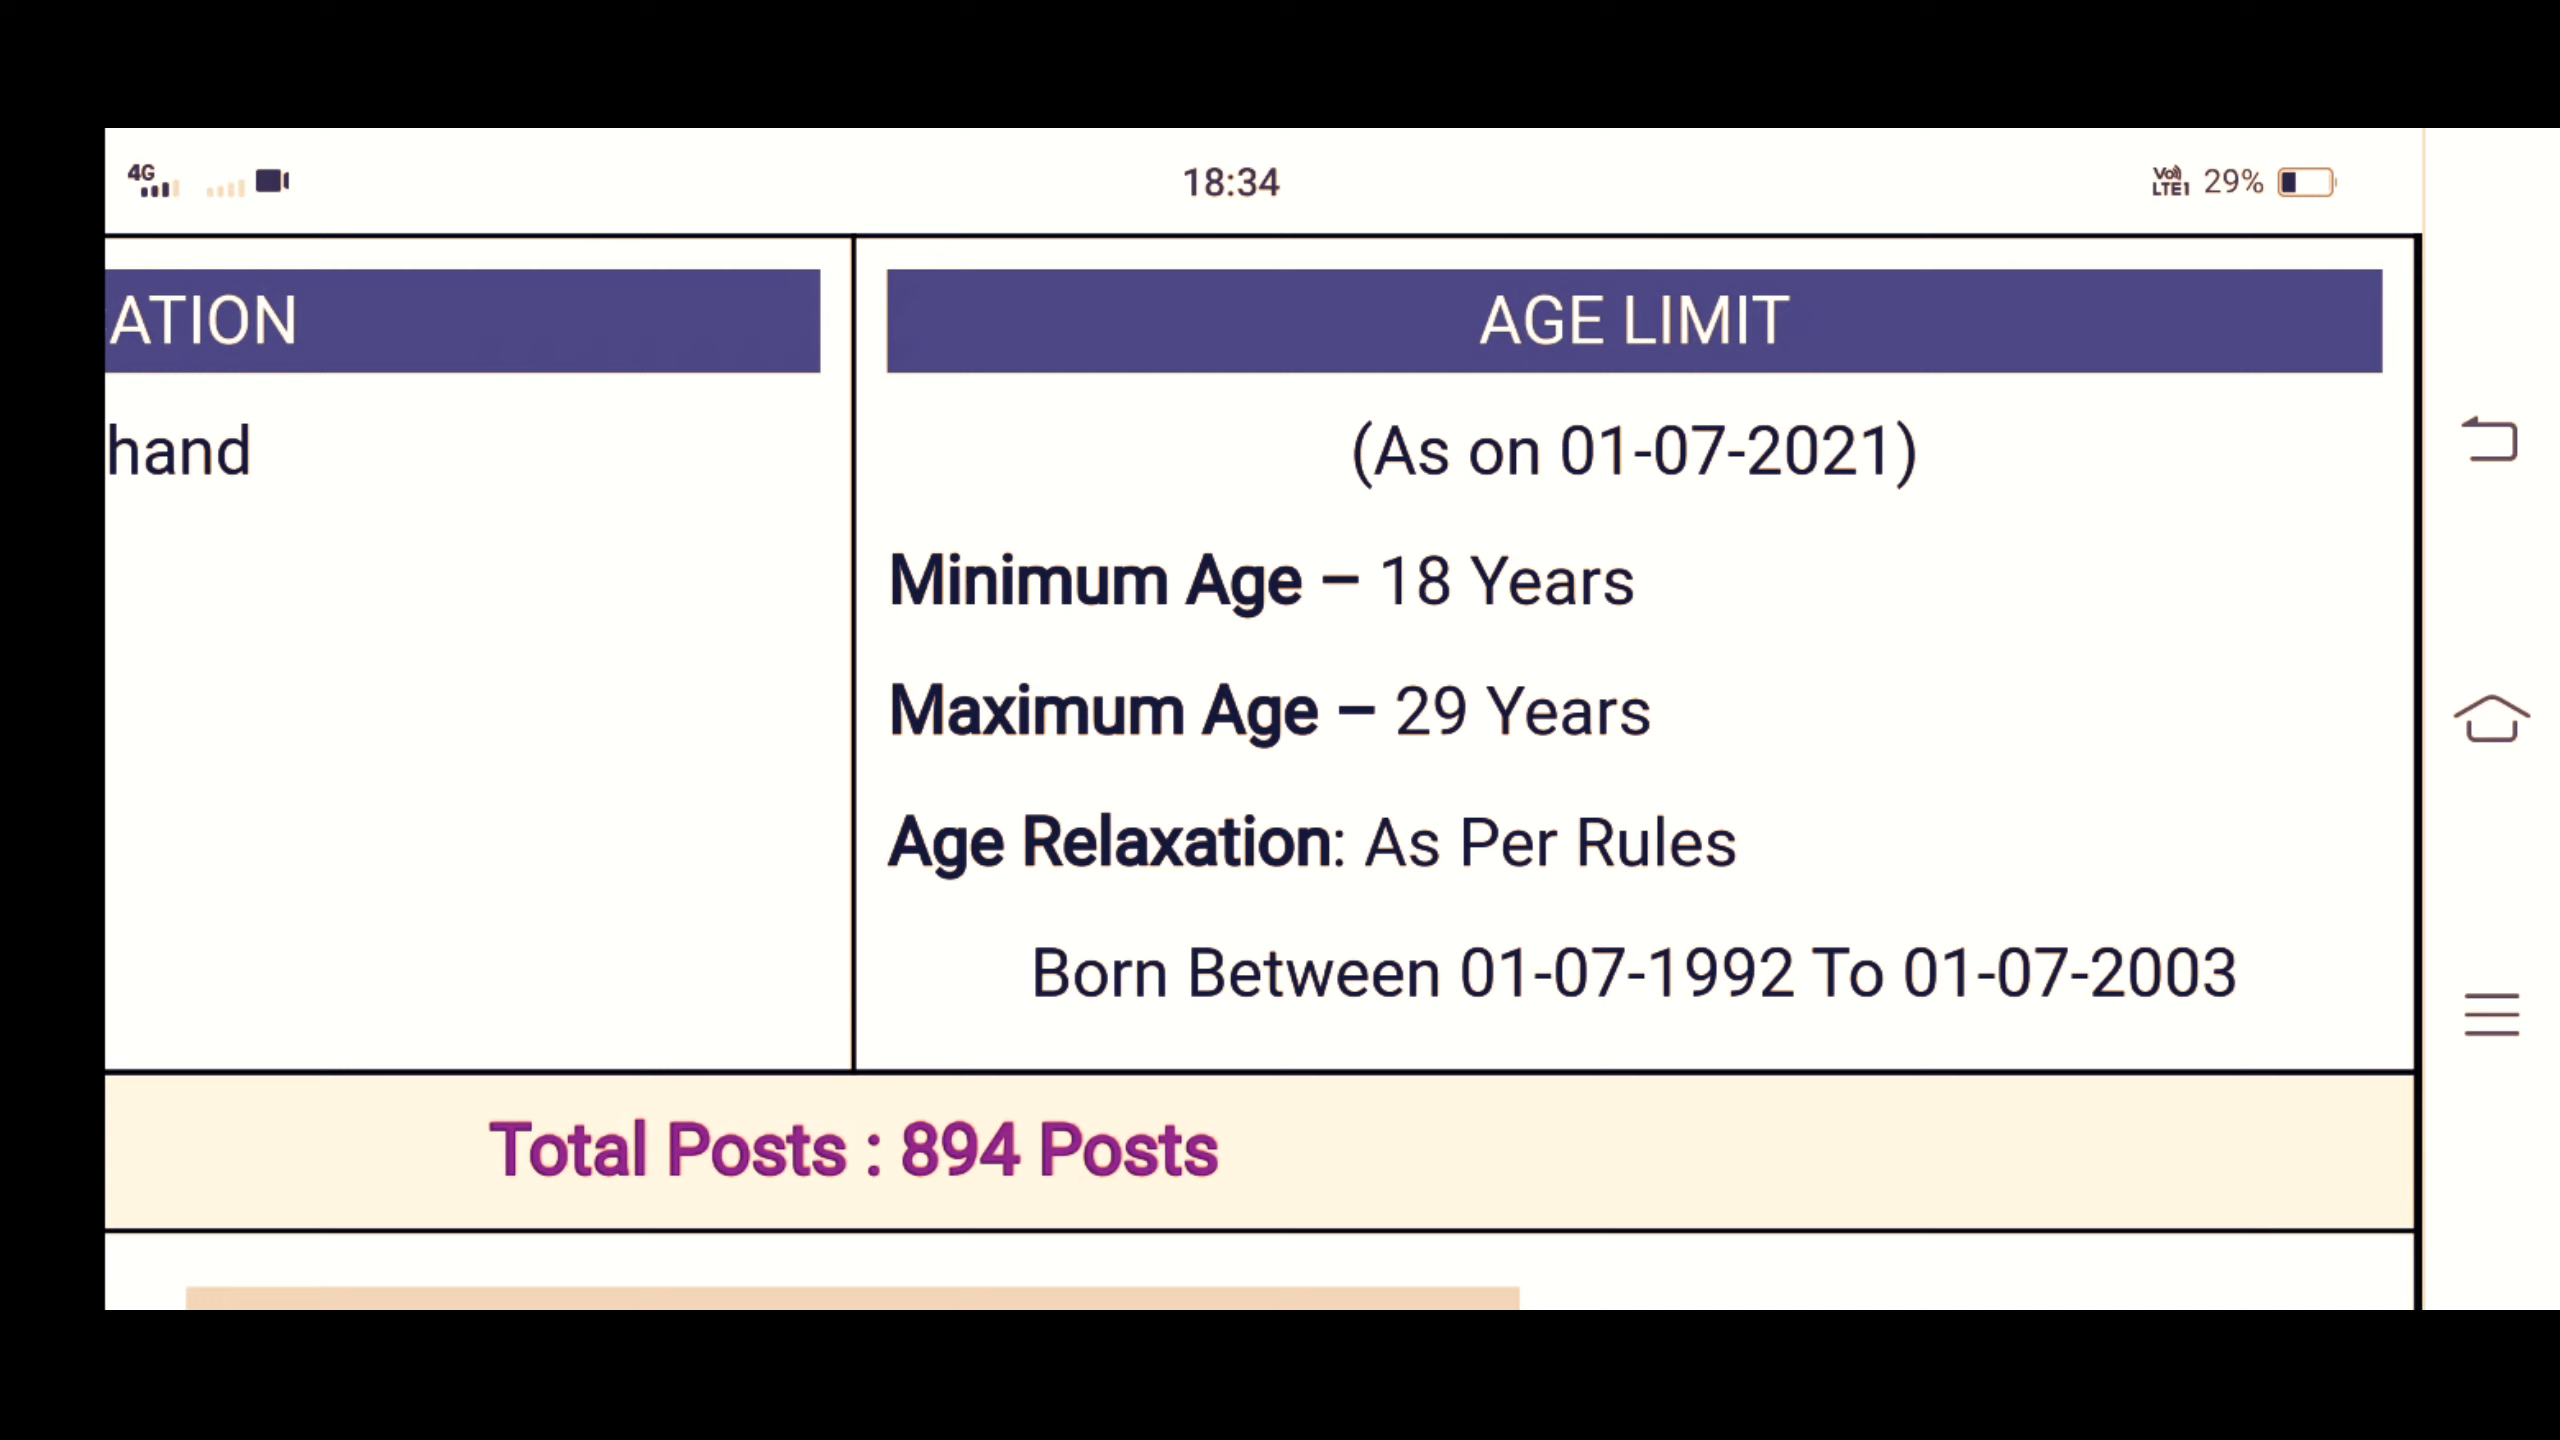 4G 18:34 Vo) LTE1 29%
ATION
hand
AGE LIMIT
(As on 01-07-2021)
Minimum Age – 18 Years
Maximum Age – 29 Years
Age Relaxation: As Per Rules
Born Between 01-07-1992 To 01-07-2003
Total Posts : 894 Posts